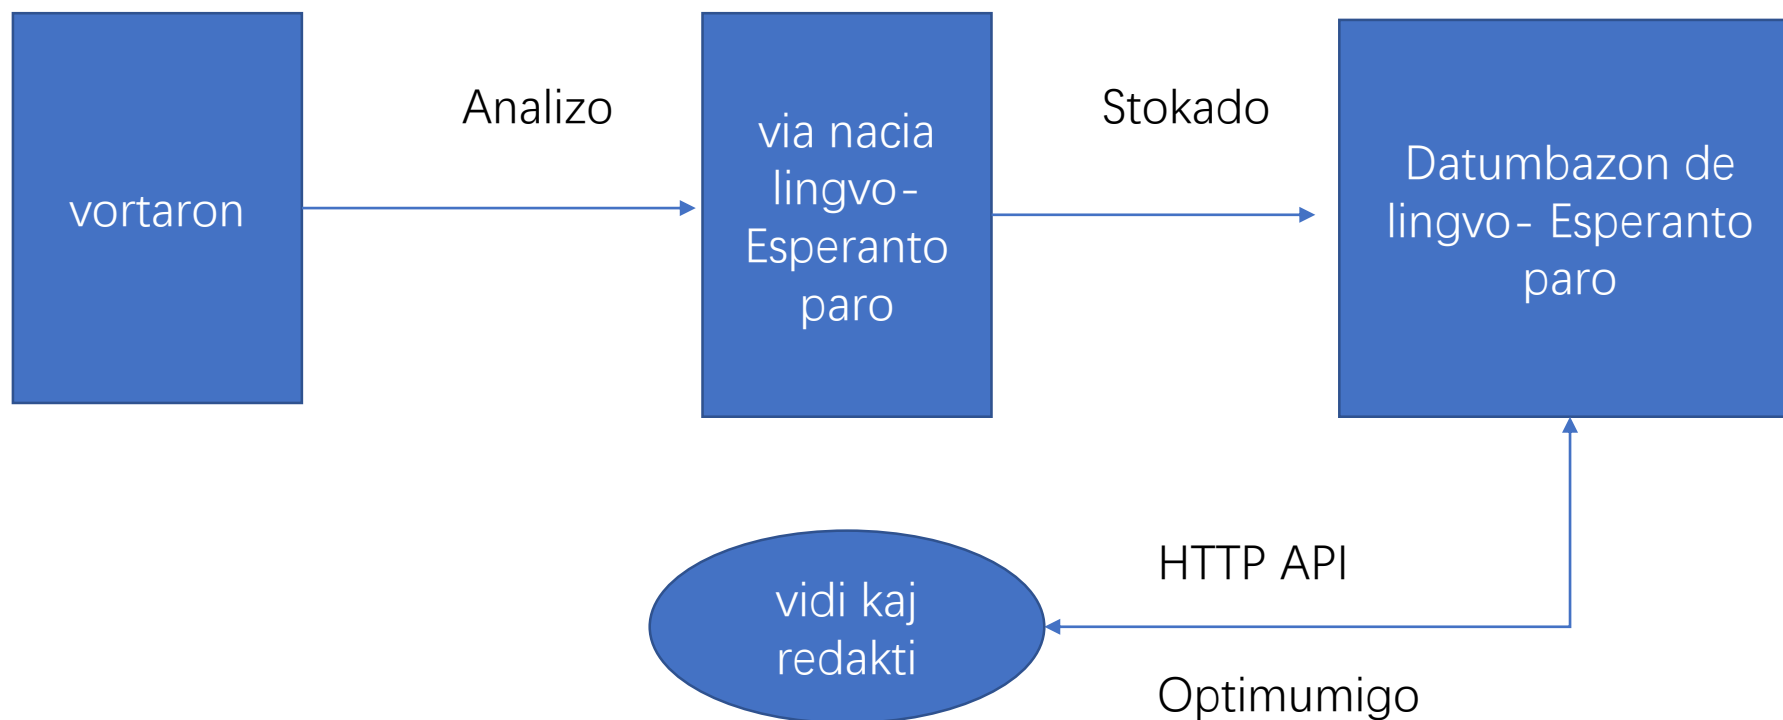 vortaron
Analizo
via nacia
lingvo-
Esperanto
paro
Stokado
Datumbazon de
lingvo- Esperanto
paro
HTTP API
vidi kaj
redakti
Optimumigo